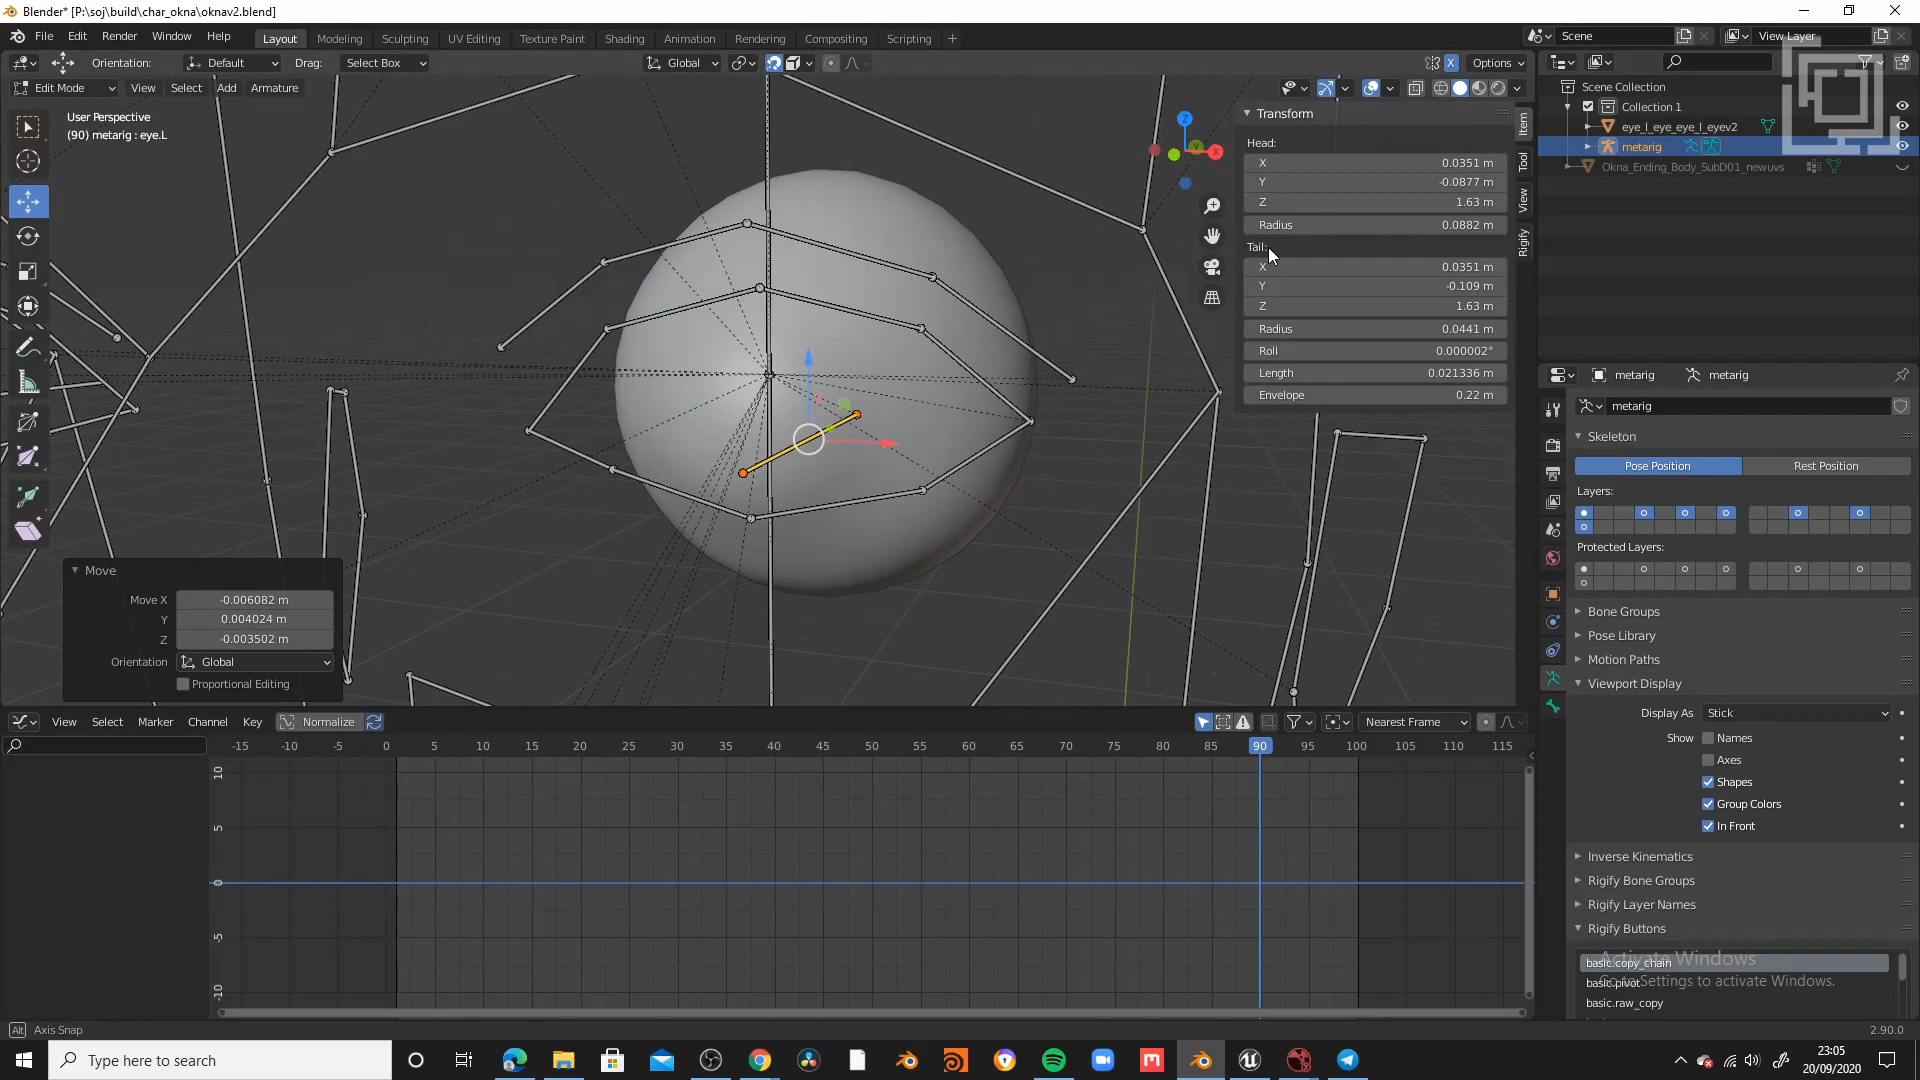 Blender* [P:\soj\build\char_okna\oknav2.blend]
File Edit Render Window Help Layout Modeling Sculpting UV Editing Texture Paint Shading Animation Rendering Compositing Scripting + Scene View Layer
Orientation: Default Drag: Select Box Global X Options
Edit Mode View Select Add Armature
User Perspective
(90) metarig : eye.L
Z
X
Y
Transform
Head:
X 0.0351 m
Y -0.0877 m
Z 1.63 m
Radius 0.0882 m
Tail:
X 0.0351 m
Y -0.109 m
Z 1.63 m
Radius 0.0441 m
Roll 0.000002°
Length 0.021336 m
Envelope 0.22 m
Item
Tool
View
Rigify
Scene Collection
Collection 1
eye_l_eye_eye_l_eyev2
metarig
Okna_Ending_Body_SubD01_newuvs
metarig metarig
metarig
Skeleton
Pose Position Rest Position
Layers:
Protected Layers:
Bone Groups
Pose Library
Motion Paths
Viewport Display
Display As Stick
Show Names
Axes
Shapes
Group Colors
In Front
Inverse Kinematics
Rigify Bone Groups
Rigify Layer Names
Rigify Buttons
basic.copy_chain
basic.pivot
basic.raw_copy
Activate Windows
Go to Settings to activate Windows.
Move
Move X -0.006082 m
Y 0.004024 m
Z -0.003502 m
Orientation Global
Proportional Editing
View Select Marker Channel Key Normalize Nearest Frame
-15 -10 -5 0 5 10 15 20 25 30 35 40 45 50 55 60 65 70 75 80 85 90 95 100 105 110 115
10
5
0
-5
-10
Alt Axis Snap 2.90.0
Type here to search
23:05
20/09/2020